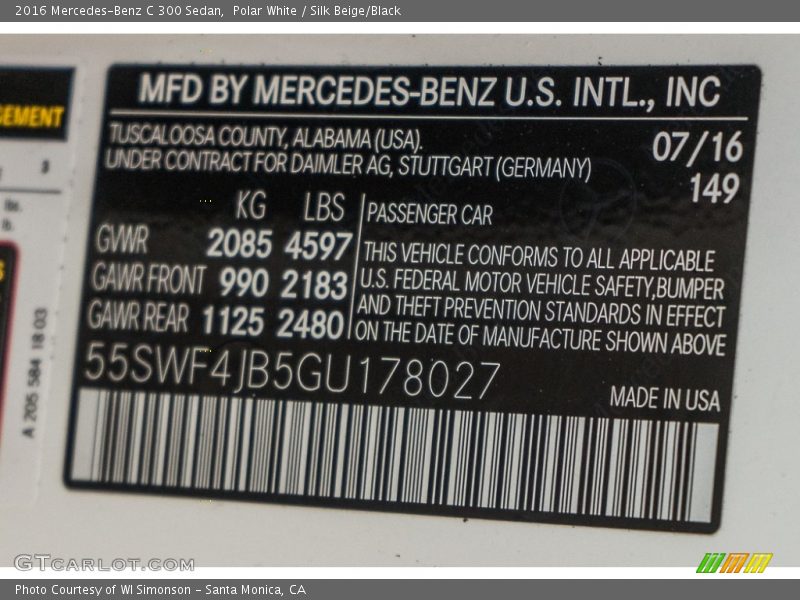 2016 Mercedes-Benz C 300 Sedan, Polar White / Silk Beige/Black
GEMENT
MFD BY MERCEDES-BENZ U.S. INTL., INC
TUSCALOOSA COUNTY, ALABAMA (USA).
UNDER CONTRACT FOR DAIMLER AG, STUTTGART (GERMANY)
07/16
149
KG LBS
GVWR 2085 4597
GAWR FRONT 990 2183
GAWR REAR 1125 2480
PASSENGER CAR
THIS VEHICLE CONFORMS TO ALL APPLICABLE
U.S. FEDERAL MOTOR VEHICLE SAFETY,BUMPER
AND THEFT PREVENTION STANDARDS IN EFFECT
ON THE DATE OF MANUFACTURE SHOWN ABOVE
55SWF4JB5GU178027
MADE IN USA
A 205 584 18 03
GTCARLOT.COM
Photo Courtesy of WI Simonson - Santa Monica, CA